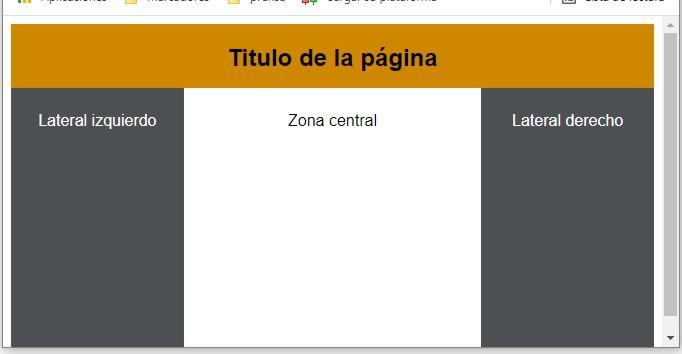 Titulo de la página
Lateral izquierdo
Zona central
Lateral derecho